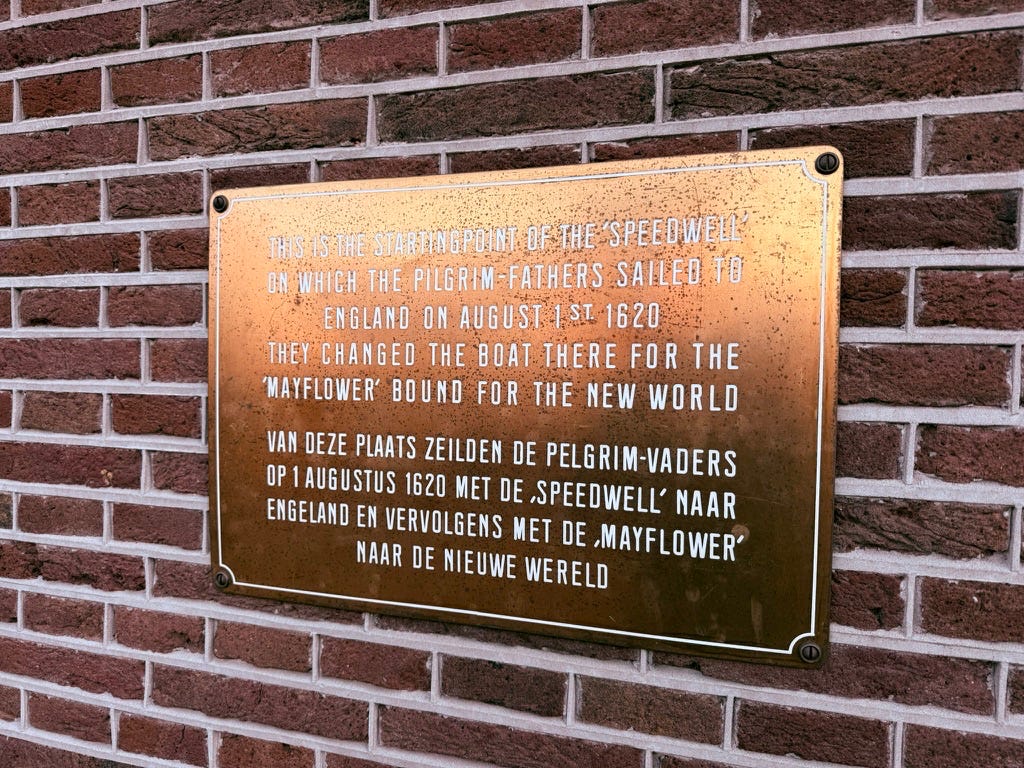 THIS IS THE STARTINGPOINT OF THE 'SPEEDWELL'
ON WHICH THE PILGRIM-FATHERS SAILED TO
ENGLAND ON AUGUST 1ST. 1620
THEY CHANGED THE BOAT THERE FOR THE
'MAYFLOWER' BOUND FOR THE NEW WORLD
VAN DEZE PLAATS ZEILDEN DE PELGRIM-VADERS
OP 1 AUGUSTUS 1620 MET DE ‚SPEEDWELL' NAAR
ENGELAND EN VERVOLGENS MET DE ‚MAYFLOWER'
NAAR DE NIEUWE WERELD